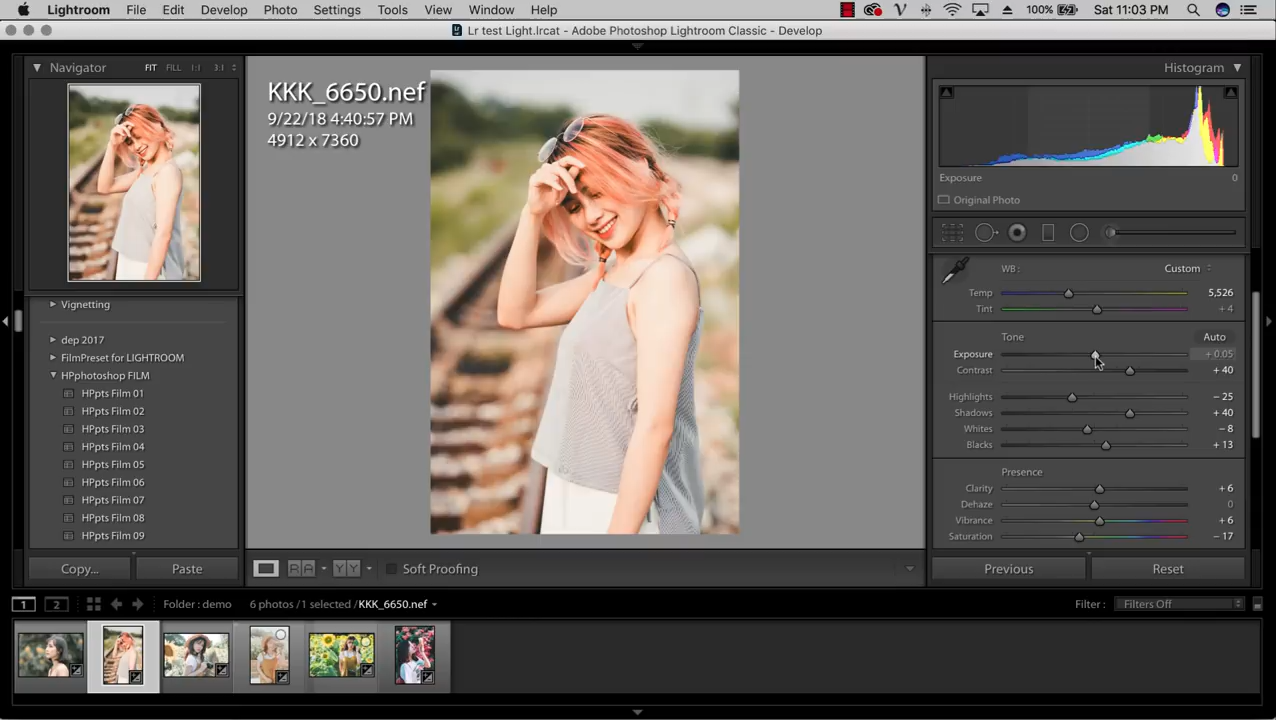 Lightroom File Edit Develop Photo Settings Tools View Window Help 100% Sat 11:03 PM
Lr test Light.lrcat - Adobe Photoshop Lightroom Classic - Develop
Navigator FIT FILL 1:1 3:1
Histogram
KKK_6650.nef
9/22/18 4:40:57 PM
4912 x 7360
Exposure 0
Original Photo
WB : Custom
Temp 5,526
Tint + 4
Tone Auto
Exposure + 0.05
Contrast + 40
Highlights − 25
Shadows + 40
Whites − 8
Blacks + 13
Presence
Clarity + 6
Dehaze 0
Vibrance + 6
Saturation − 17
Vignetting
dep 2017
FilmPreset for LIGHTROOM
HPphotoshop FILM
HPpts Film 01
HPpts Film 02
HPpts Film 03
HPpts Film 04
HPpts Film 05
HPpts Film 06
HPpts Film 07
HPpts Film 08
HPpts Film 09
Copy... Paste RA YY Soft Proofing Previous Reset
1 2 Folder : demo 6 photos /1 selected /KKK_6650.nef Filter : Filters Off